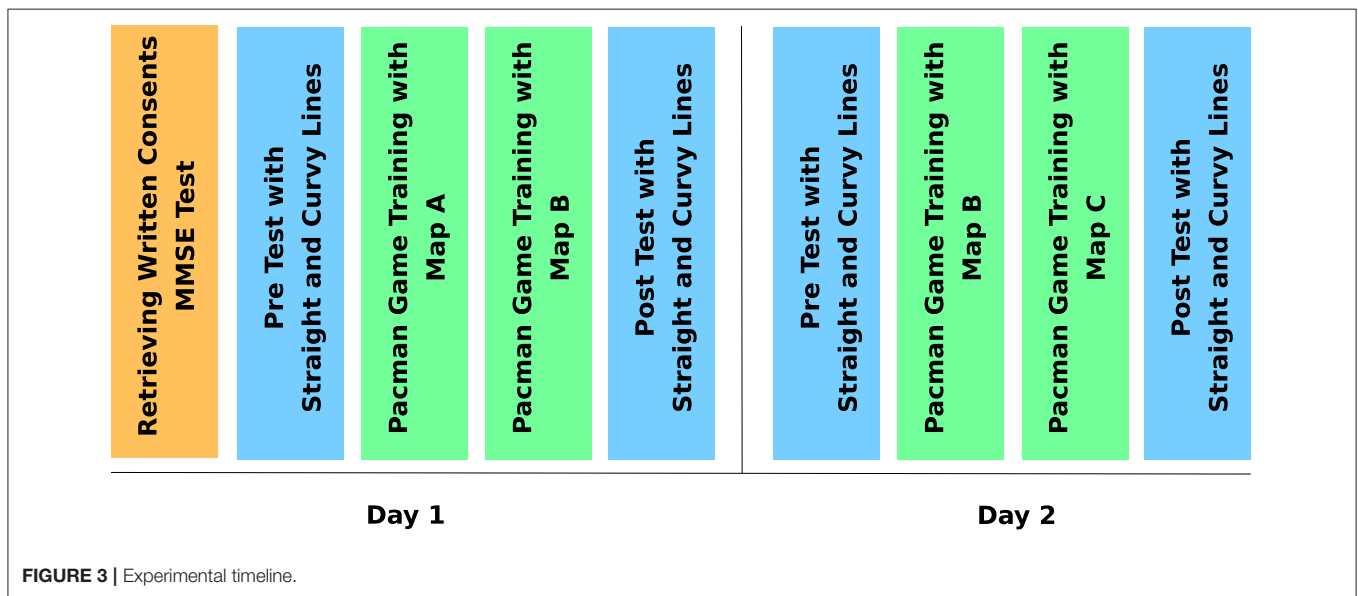 Retrieving Written Consents
MMSE Test
Pre Test with
Straight and Curvy Lines
Pacman Game Training with
Map A
Pacman Game Training with
Map B
Post Test with
Straight and Curvy Lines
Pre Test with
Straight and Curvy Lines
Pacman Game Training with
Map B
Pacman Game Training with
Map C
Post Test with
Straight and Curvy Lines
Day 1
Day 2
FIGURE 3 | Experimental timeline.